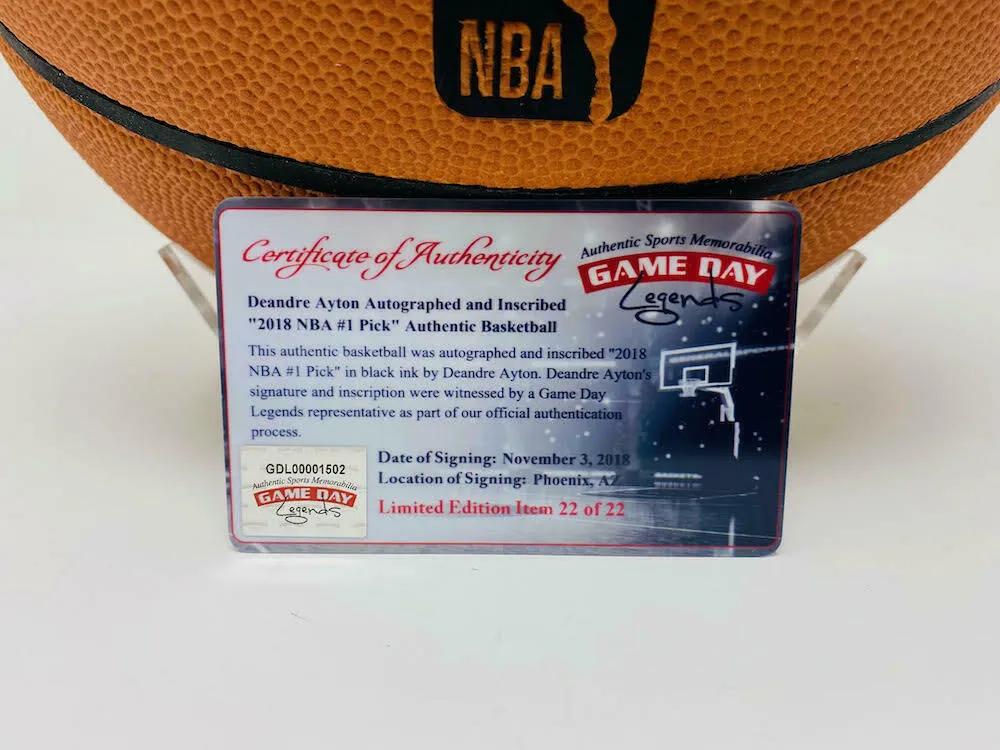 NBA
Certificate of Authenticity
Authentic Sports Memorabilia
GAME DAY
Legends
Deandre Ayton Autographed and Inscribed
"2018 NBA #1 Pick" Authentic Basketball
This authentic basketball was autographed and inscribed "2018
NBA #1 Pick" in black ink by Deandre Ayton. Deandre Ayton's
signature and inscription were witnessed by a Game Day
Legends representative as part of our official authentication
process.
GDL00001502
Authentic Sports Memorabilia
GAME DAY
Legends
Date of Signing: November 3, 2018
Location of Signing: Phoenix, AZ
Limited Edition Item 22 of 22